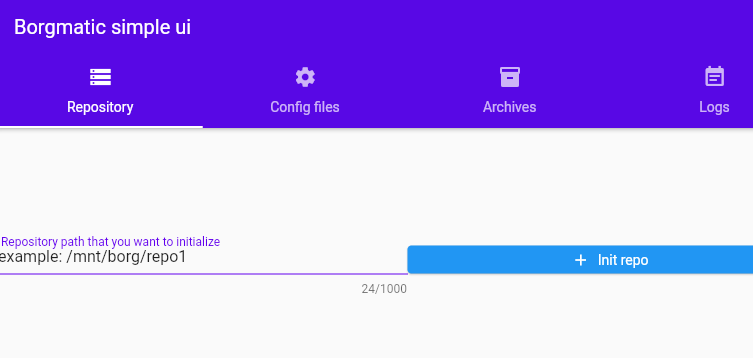 Borgmatic simple ui
Repository
Config files
Archives
Logs
Repository path that you want to initialize
example: /mnt/borg/repo1
Init repo
24/1000